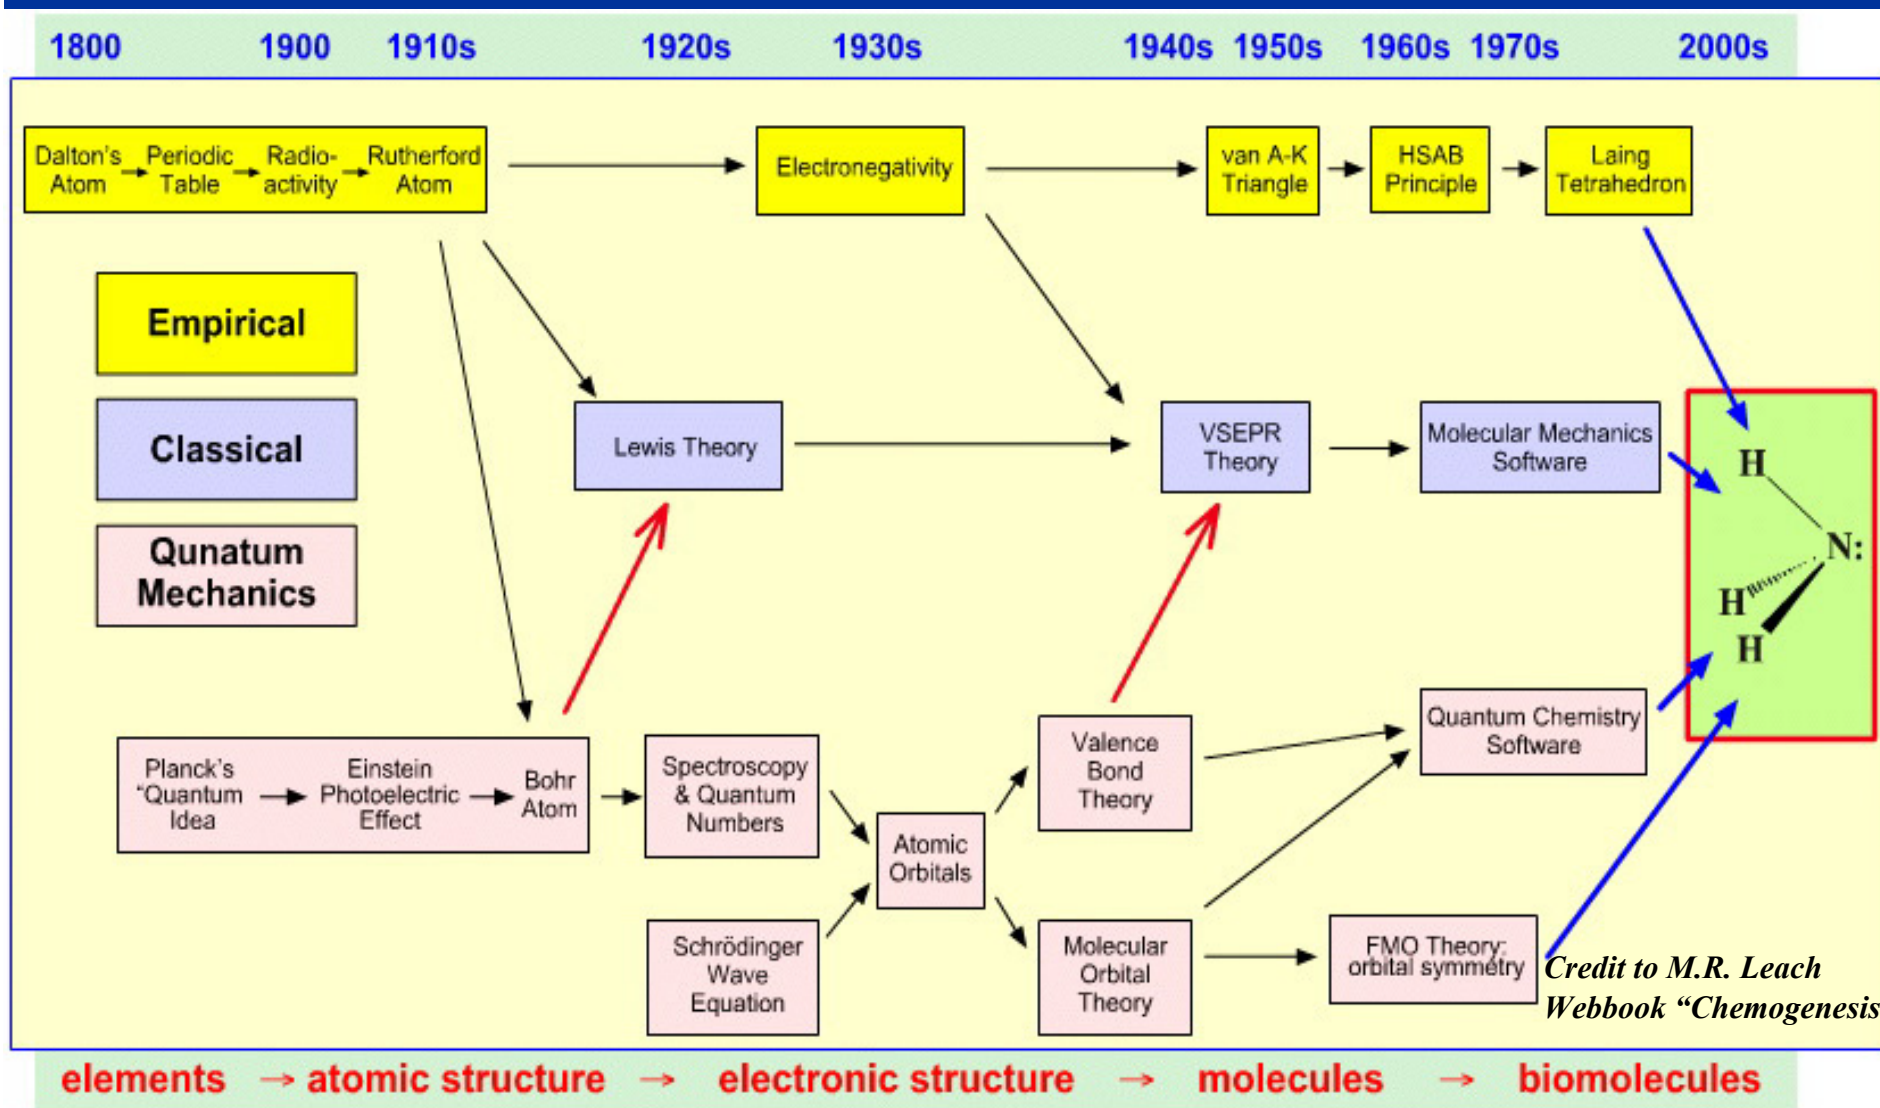 1800 1900 1910s 1920s 1930s 1940s 1950s 1960s 1970s 2000s
Dalton's
Atom
Periodic
Table
Radio-
activity
Rutherford
Atom
Electronegativity
van A-K
Triangle
HSAB
Principle
Laing
Tetrahedron
Empirical
Classical
Qunatum
Mechanics
Lewis Theory
VSEPR
Theory
Molecular Mechanics
Software
H
N:
H
H
Planck's
"Quantum
Idea
Einstein
Photoelectric
Effect
Bohr
Atom
Spectroscopy
& Quantum
Numbers
Schrödinger
Wave
Equation
Atomic
Orbitals
Valence
Bond
Theory
Molecular
Orbital
Theory
Quantum Chemistry
Software
FMO Theory:
orbital symmetry
Credit to M.R. Leach
Webbook “Chemogenesis
elements → atomic structure → electronic structure → molecules → biomolecules